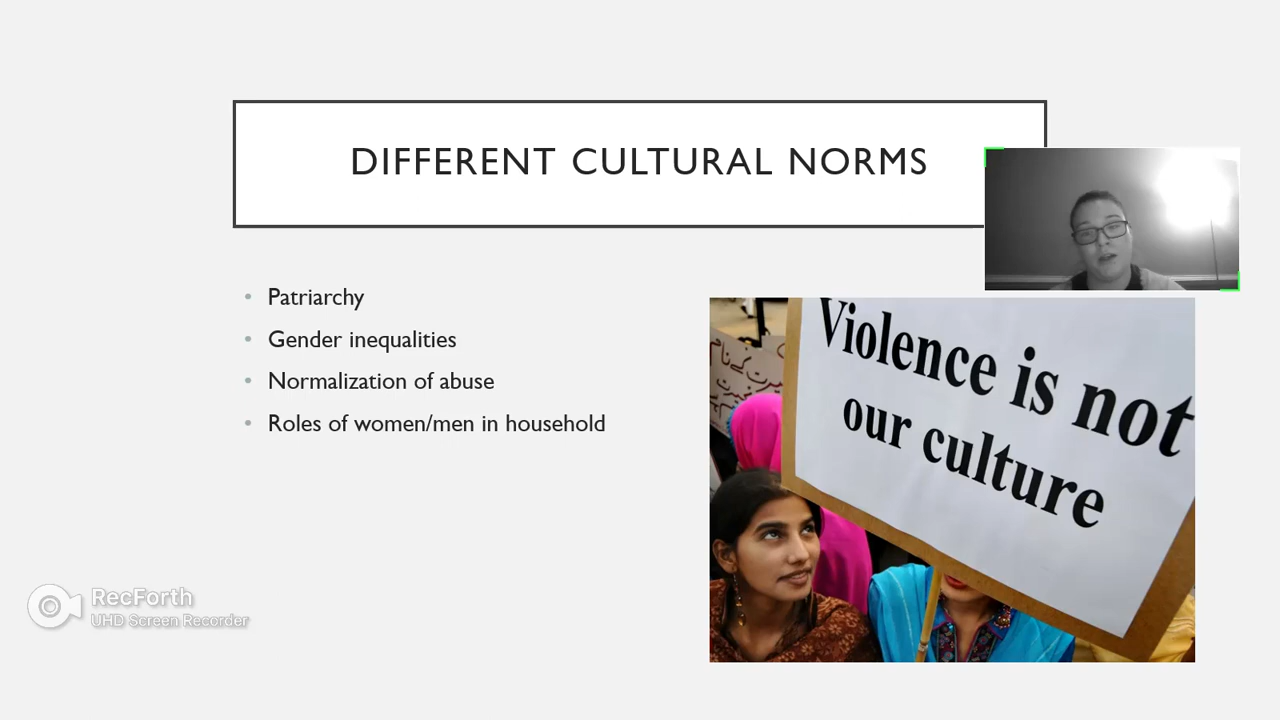 DIFFERENT CULTURAL NORMS
• Patriarchy
• Gender inequalities
• Normalization of abuse
• Roles of women/men in household
Violence is not
our culture
RecForth
UHD Screen Recorder